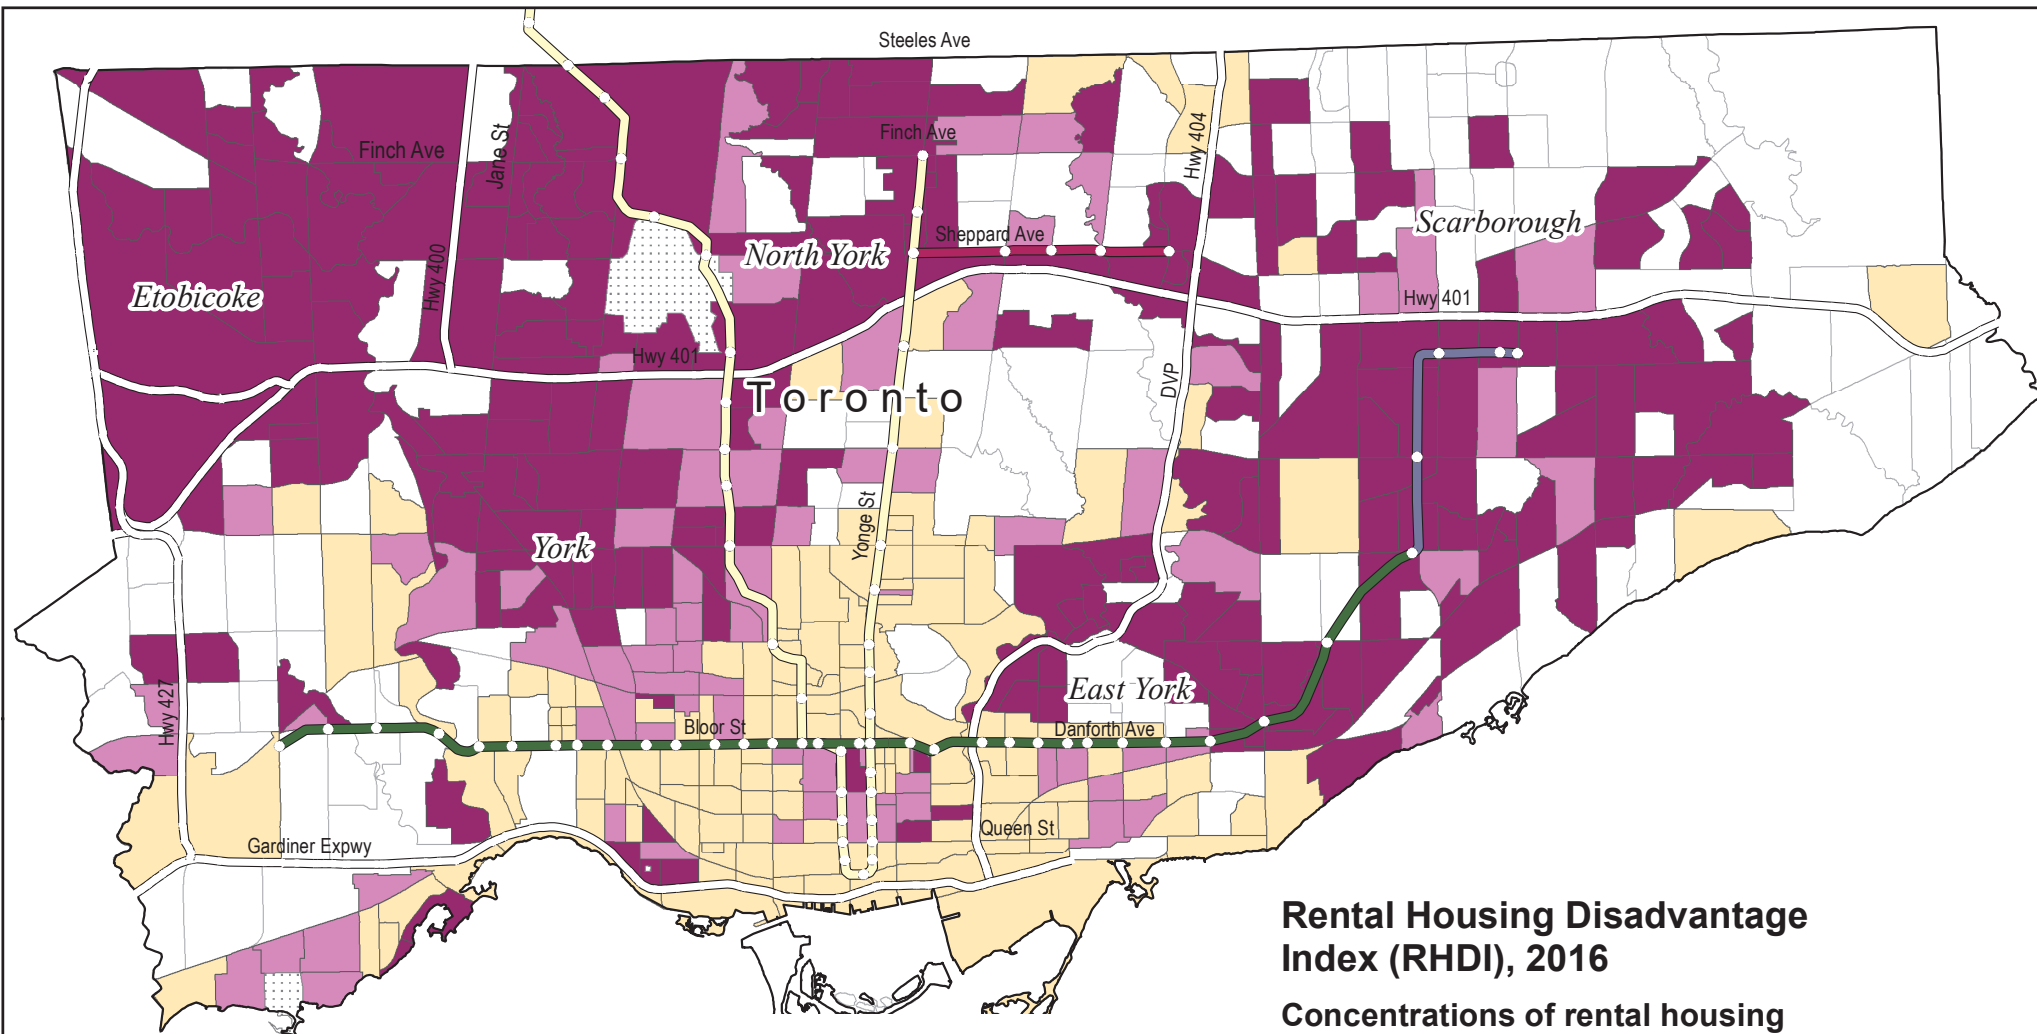 Steeles Ave
Finch Ave
Jane St
Finch Ave
Hwy 404
Scarborough
Sheppard Ave
North York
Etobicoke
Hwy 400
Hwy 401
Hwy 401
Toronto
DVP
Yonge St
York
East York
Hwy 427
Bloor St
Danforth Ave
Queen St
Gardiner Expwy
Rental Housing Disadvantage
Index (RHDI), 2016
Concentrations of rental housing